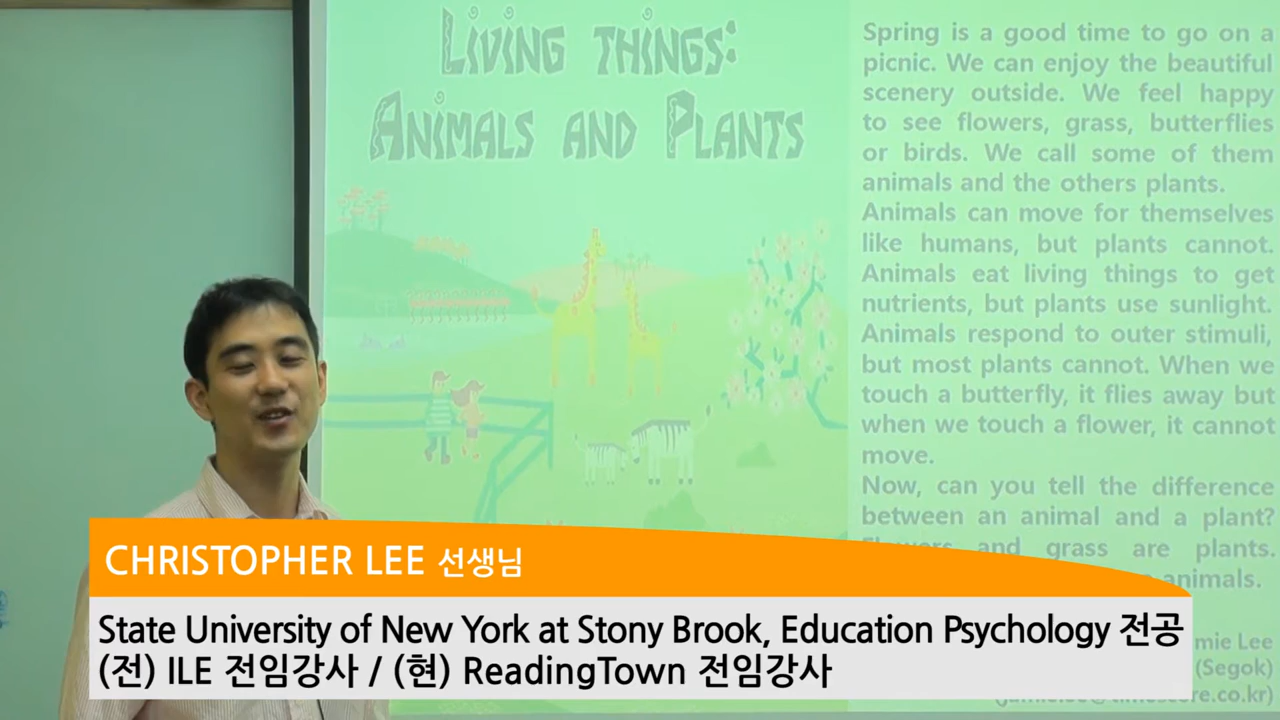 LIVING THINGS:
ANIMALS AND PLANTS
Spring is a good time to go on a
picnic. We can enjoy the beautiful
scenery outside. We feel happy
to see flowers, grass, butterflies
or birds. We call some of them
animals and the others plants.
Animals can move for themselves
like humans, but plants cannot.
Animals eat living things to get
nutrients, but plants use sunlight.
Animals respond to outer stimuli,
but most plants cannot. When we
touch a butterfly, it flies away but
when we touch a flower, it cannot
move.
Now, can you tell the difference
between an animal and a plant?
Flowers and grass are plants.
animals.
mie Lee
(Segok)
CHRISTOPHER LEE 선생님
State University of New York at Stony Brook, Education Psychology 전공
(전) ILE 전임강사 / (현) ReadingTown 전임강사